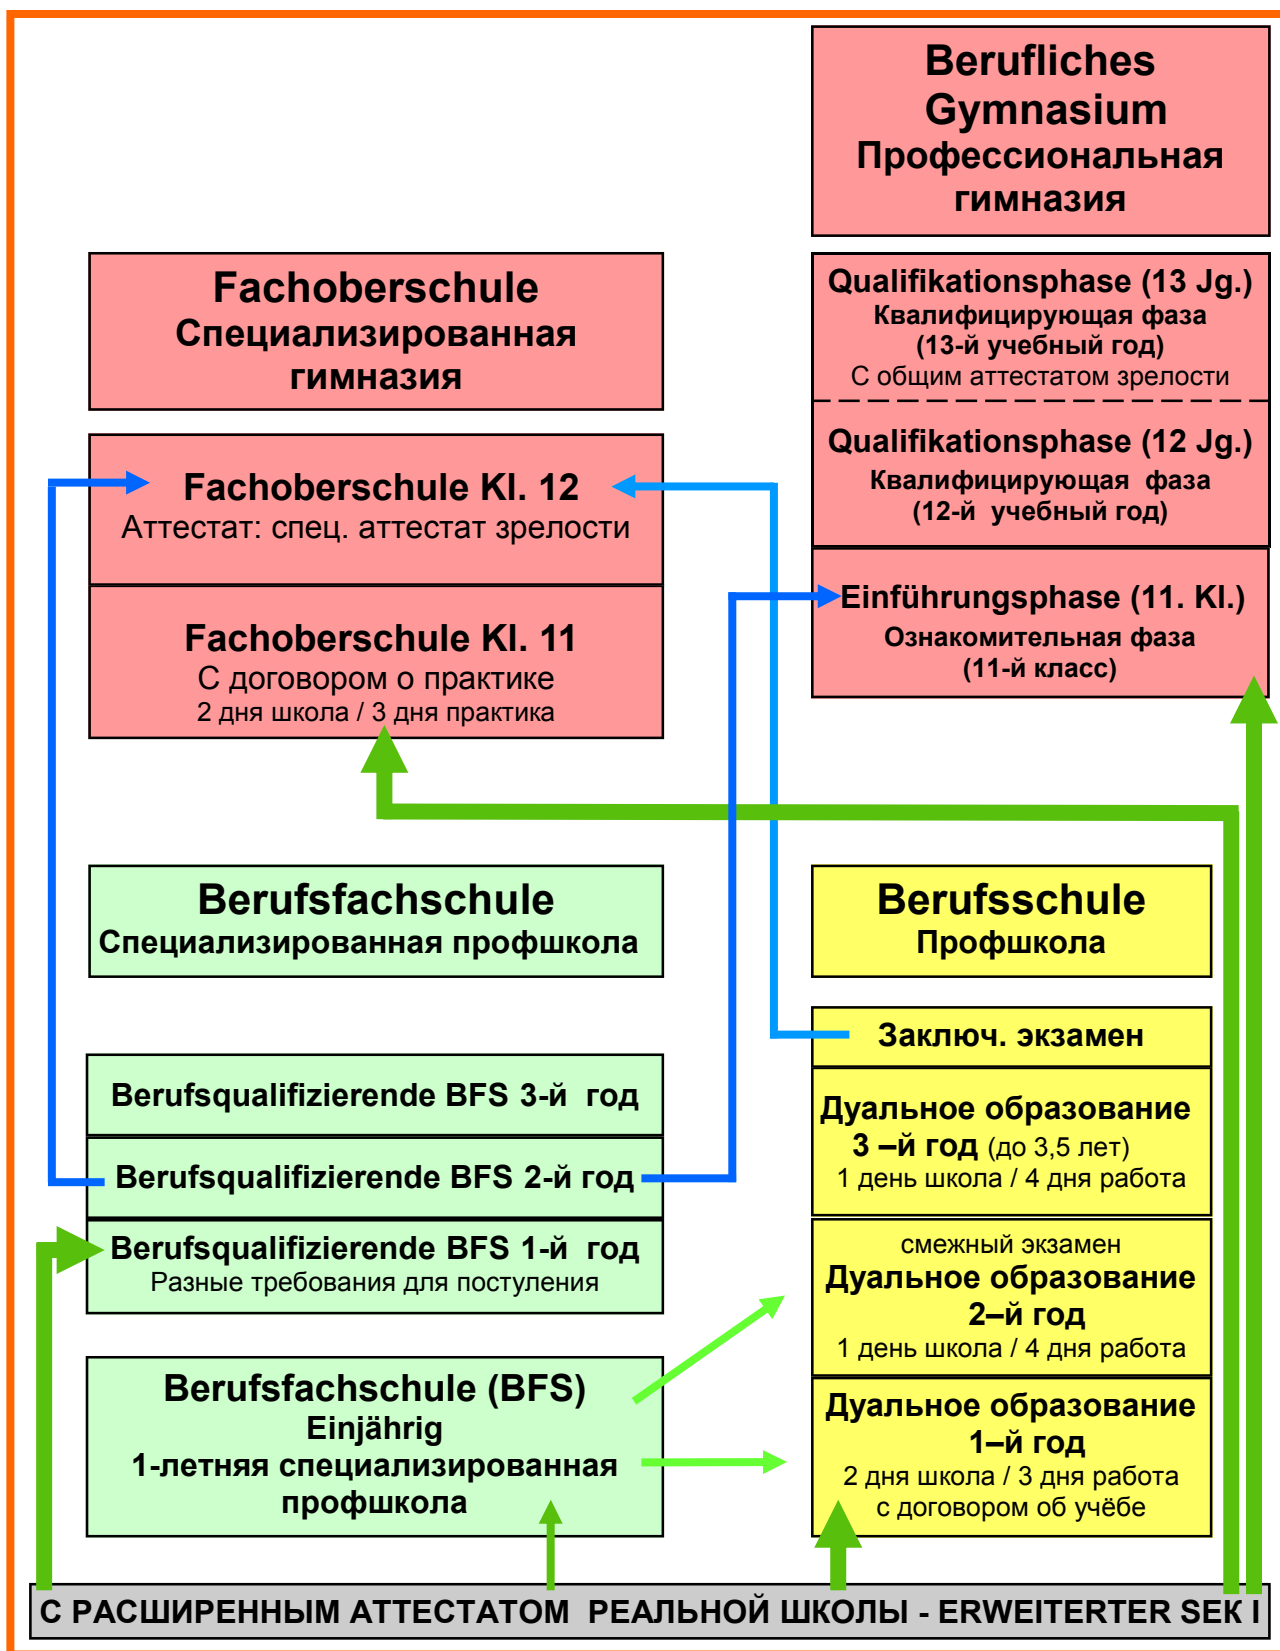 Berufliches
Gymnasium
Профессиональная
гимназия
Fachoberschule
Специализированная
гимназия
Qualifikationsphase (13 Jg.)
Квалифицирующая фаза
(13-й учебный год)
С общим аттестатом зрелости
Qualifikationsphase (12 Jg.)
Квалифицирующая фаза
(12-й учебный год)
Fachoberschule Kl. 12
Аттестат: спец. аттестат зрелости
Einführungsphase (11. Kl.)
Ознакомительная фаза
(11-й класс)
Fachoberschule Kl. 11
С договором о практике
2 дня школа / 3 дня практика
Berufsfachschule
Специализированная профшкола
Berufsschule
Профшкола
Заключ. экзамен
Berufsqualifizierende BFS 3-й год
Дуальное образование
3 –й год (до 3,5 лет)
1 день школа / 4 дня работа
Berufsqualifizierende BFS 2-й год
Berufsqualifizierende BFS 1-й год
Разные требования для постуления
смежный экзамен
Дуальное образование
2–й год
1 день школа / 4 дня работа
Berufsfachschule (BFS)
Einjährig
1-летняя специализированная
профшкола
Дуальное образование
1–й год
2 дня школа / 3 дня работа
с договором об учёбе
С РАСШИРЕННЫМ АТТЕСТАТОМ РЕАЛЬНОЙ ШКОЛЫ - ERWEITERTER SEK I